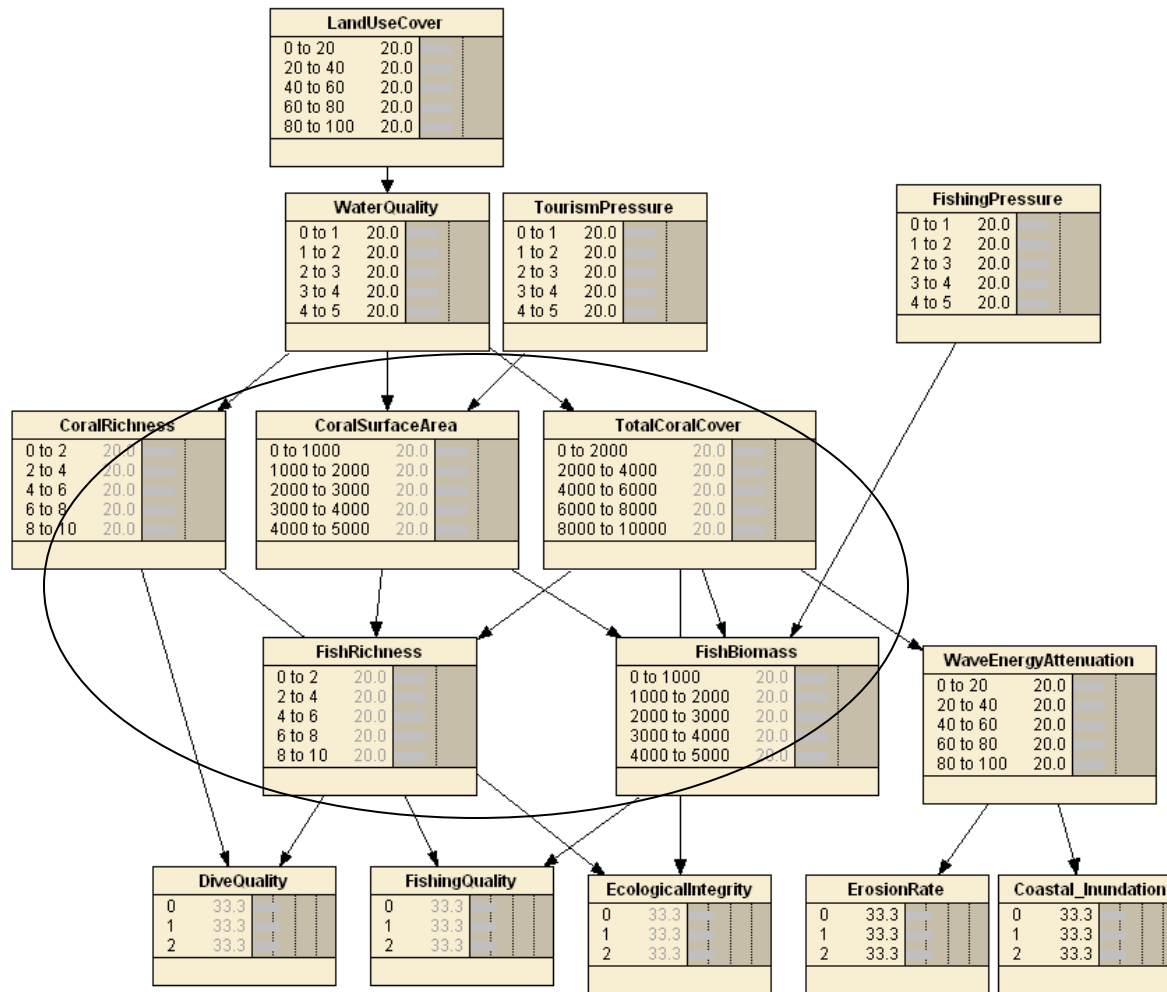 LandUseCover
0 to 20 20.0
20 to 40 20.0
40 to 60 20.0
60 to 80 20.0
80 to 100 20.0
WaterQuality
0 to 1 20.0
1 to 2 20.0
2 to 3 20.0
3 to 4 20.0
4 to 5 20.0
TourismPressure
0 to 1 20.0
1 to 2 20.0
2 to 3 20.0
3 to 4 20.0
4 to 5 20.0
FishingPressure
0 to 1 20.0
1 to 2 20.0
2 to 3 20.0
3 to 4 20.0
4 to 5 20.0
CoralRichness
0 to 2 20.0
2 to 4 20.0
4 to 6 20.0
6 to 8 20.0
8 to 10 20.0
CoralSurfaceArea
0 to 1000 20.0
1000 to 2000 20.0
2000 to 3000 20.0
3000 to 4000 20.0
4000 to 5000 20.0
TotalCoralCover
0 to 2000 20.0
2000 to 4000 20.0
4000 to 6000 20.0
6000 to 8000 20.0
8000 to 10000 20.0
FishRichness
0 to 2 20.0
2 to 4 20.0
4 to 6 20.0
6 to 8 20.0
8 to 10 20.0
FishBiomass
0 to 1000 20.0
1000 to 2000 20.0
2000 to 3000 20.0
3000 to 4000 20.0
4000 to 5000 20.0
WaveEnergyAttenuation
0 to 20 20.0
20 to 40 20.0
40 to 60 20.0
60 to 80 20.0
80 to 100 20.0
DiveQuality
0 33.3
1 33.3
2 33.3
FishingQuality
0 33.3
1 33.3
2 33.3
EcologicalIntegrity
0 33.3
1 33.3
2 33.3
ErosionRate
0 33.3
1 33.3
2 33.3
Coastal_Inundation
0 33.3
1 33.3
2 33.3